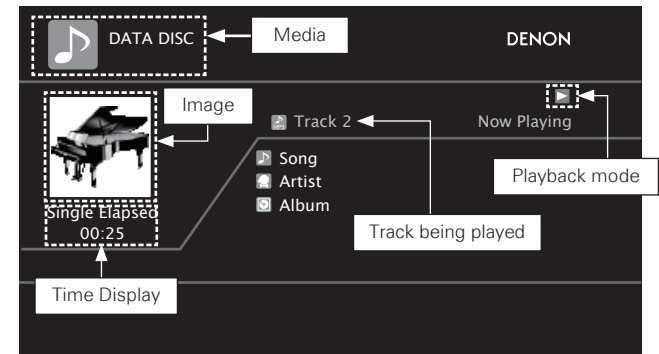 DATA DISC
Media
DENON
Image
Track 2
Now Playing
Song
Artist
Album
Playback mode
Track being played
Single Elapsed
00:25
Time Display